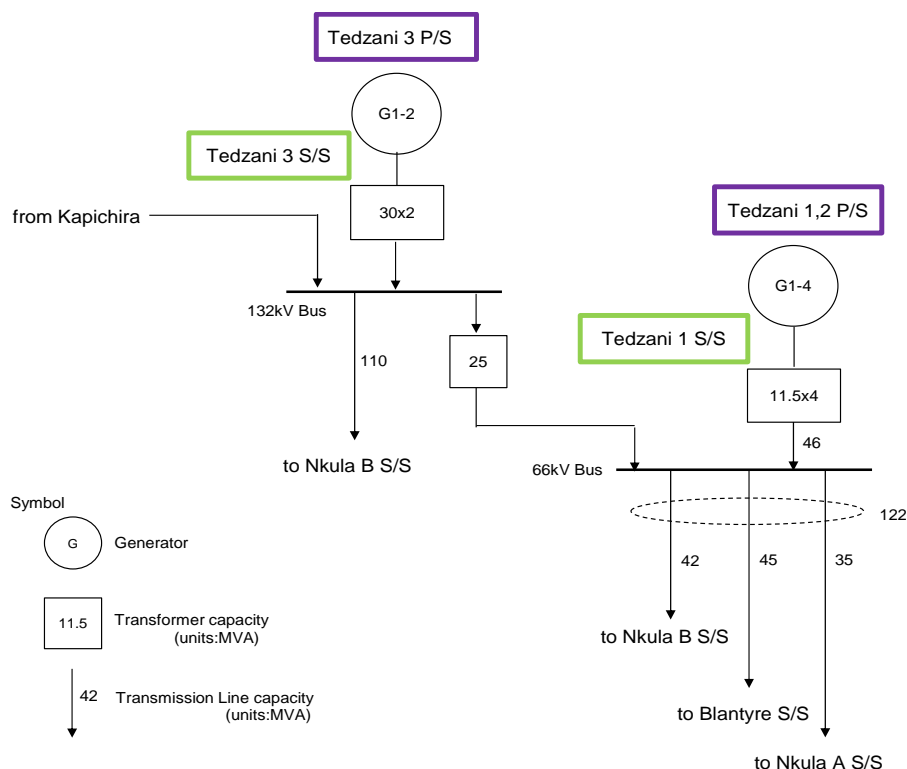 Tedzani 3 P/S
G1-2
Tedzani 3 S/S
30x2
from Kapichira
Tedzani 1,2 P/S
G1-4
132kV Bus
Tedzani 1 S/S
110
25
11.5x4
46
to Nkula B S/S
66kV Bus
Symbol
122
G
Generator
42
45
35
11.5
Transformer capacity
(units:MVA)
to Nkula B S/S
42
Transmission Line capacity
(units:MVA)
to Blantyre S/S
to Nkula A S/S